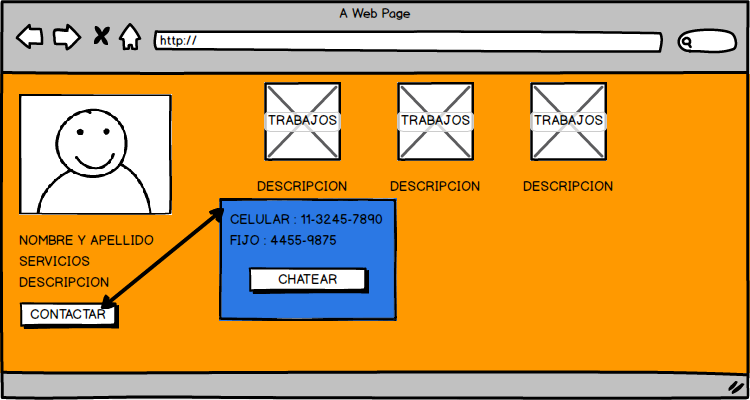 A Web Page
http://
TRABAJOS TRABAJOS TRABAJOS
DESCRIPCION DESCRIPCION DESCRIPCION
CELULAR : 11-3245-7890
FIJO : 4455-9875
CHATEAR
NOMBRE Y APELLIDO
SERVICIOS
DESCRIPCION
CONTACTAR